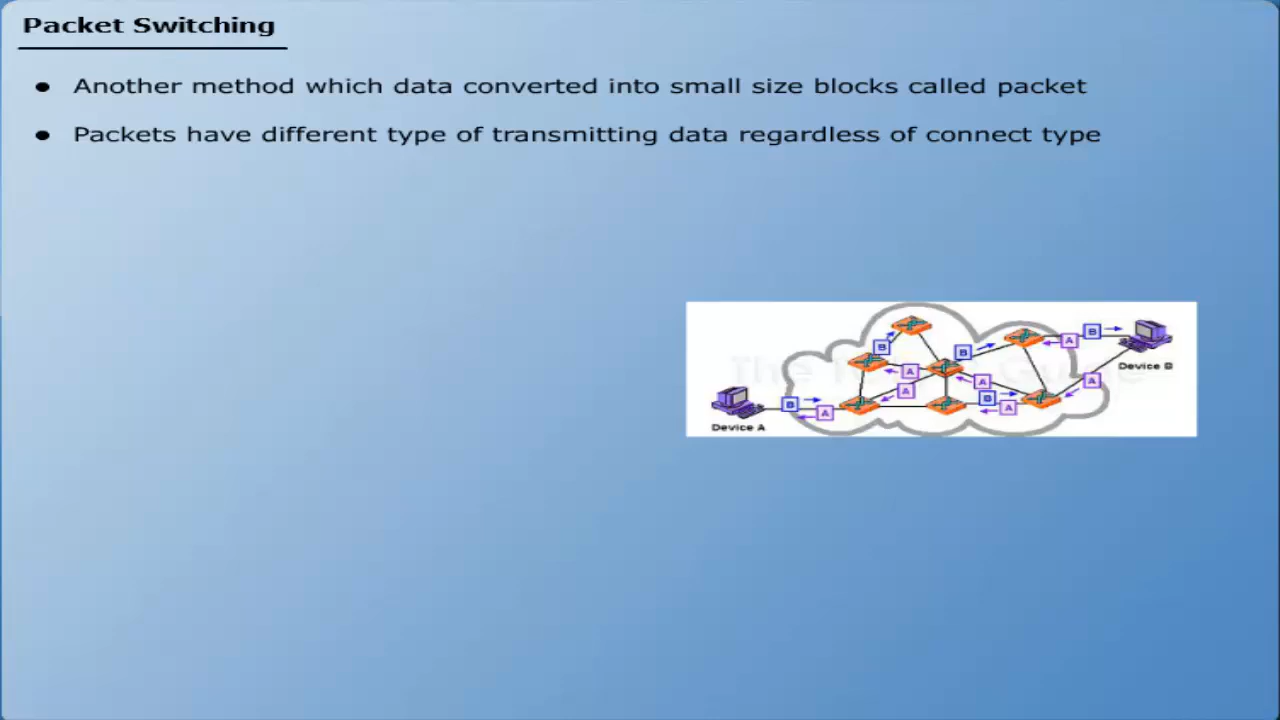 Packet Switching
● Another method which data converted into small size blocks called packet
● Packets have different type of transmitting data regardless of connect type
B
B A
B
B A
Device B
A
A A
A
B
B A
A
Device A